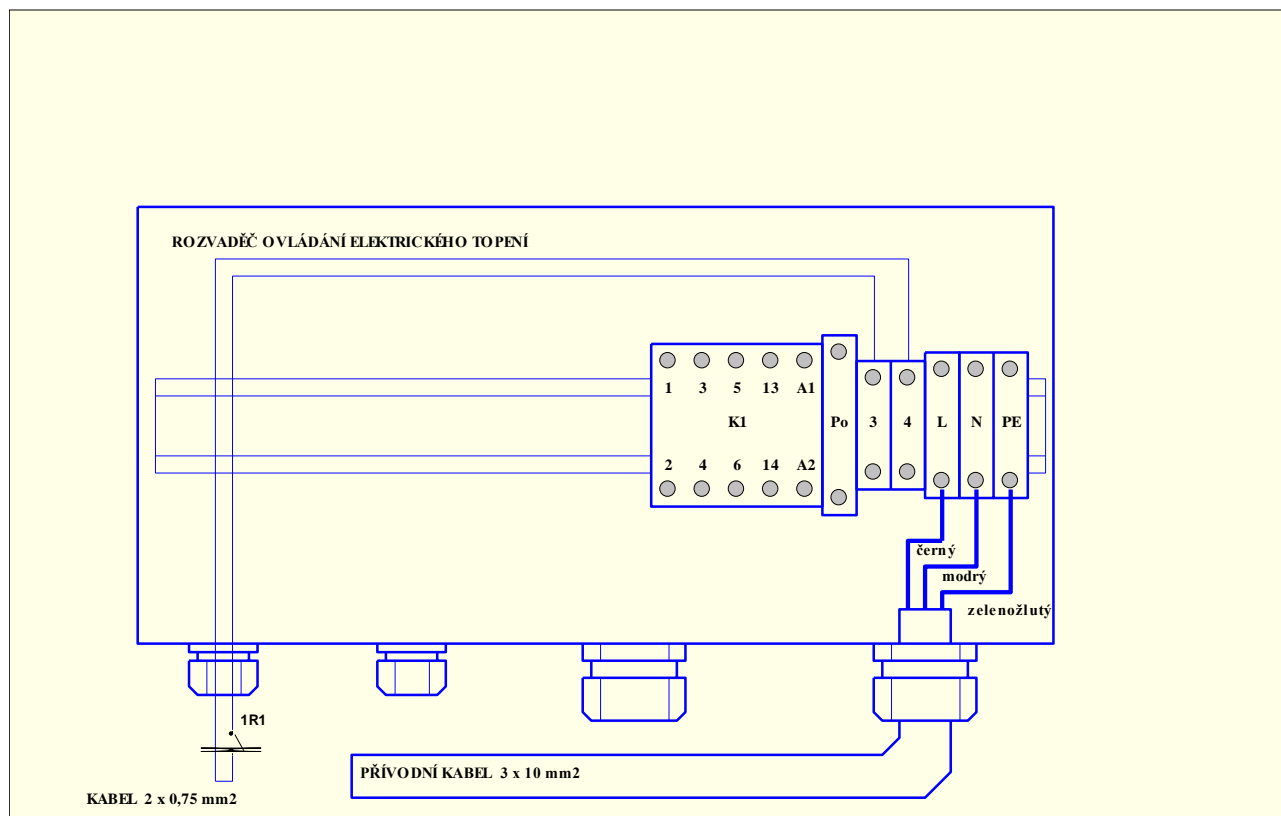 ROZVADĚČ OVLÁDÁNÍ ELEKTRICKÉHO TOPENÍ
1 3 5 13 A1
K1 Po 3 4 L N PE
2 4 6 14 A2
černý
modrý
zelenožlutý
1R1
PŘÍVODNÍ KABEL 3 x 10 mm2
KABEL 2 x 0,75 mm2